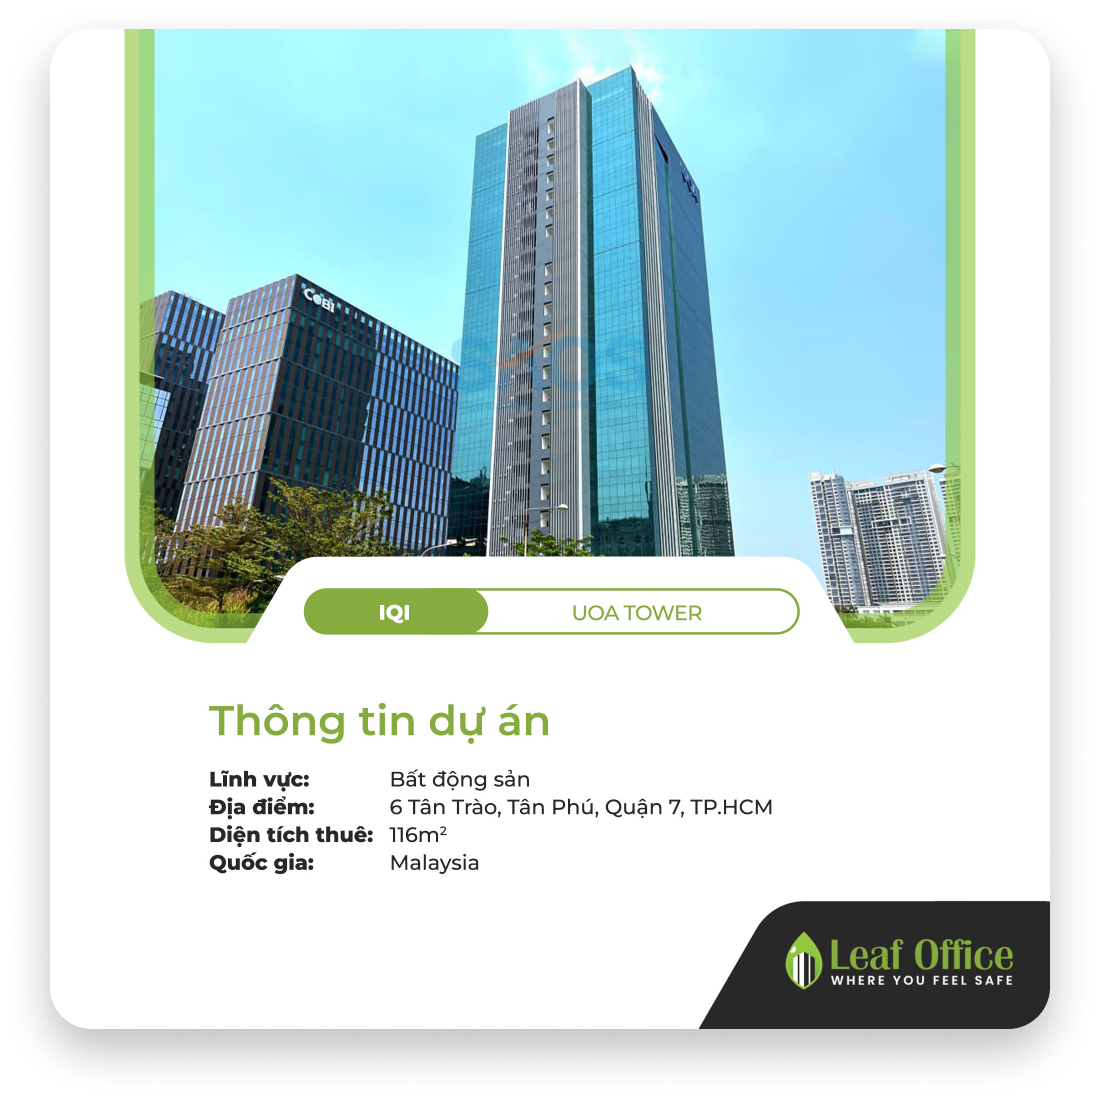 COBI
IQI
UOA TOWER
Thông tin dự án
Lĩnh vực: Bất động sản
Địa điểm: 6 Tân Trào, Tân Phú, Quận 7, TP.HCM
Diện tích thuê: 116m²
Quốc gia: Malaysia
Leaf Office
WHERE YOU FEEL SAFE